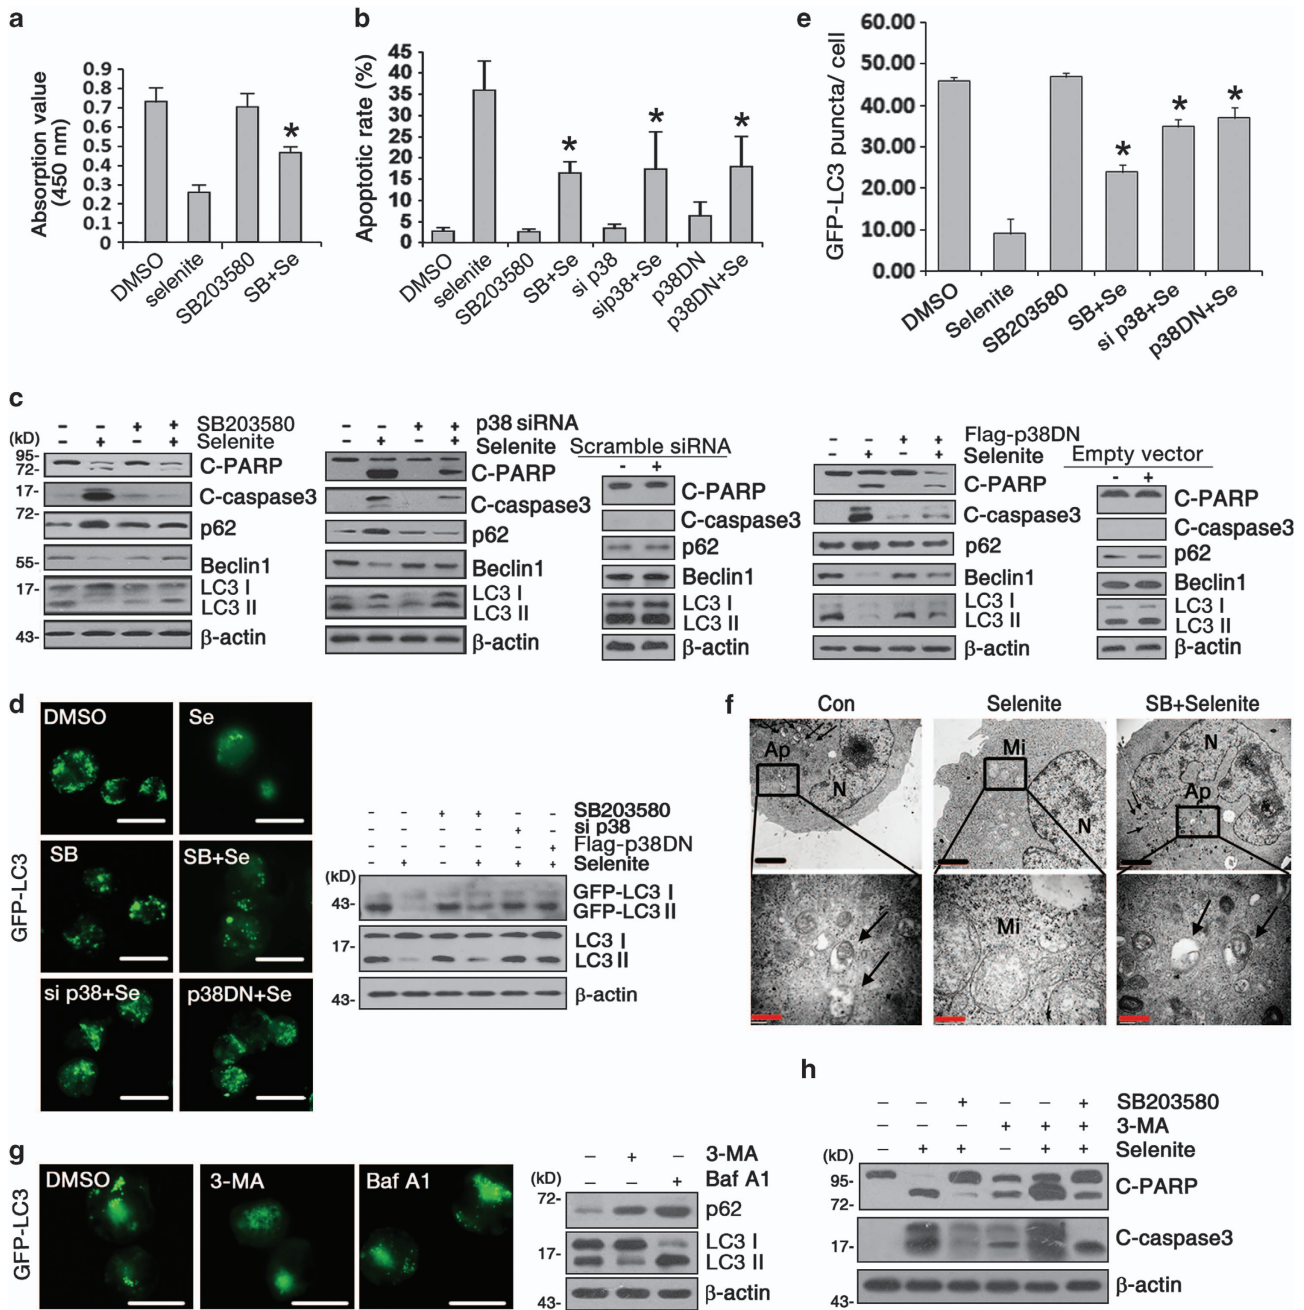 a
0.9
0.8
0.7
0.6
0.5
0.4
0.3
0.2
0.1
0
Absorption value
(450 nm)
*
DMSO
selenite
SB203580
SB+Se
b
45
40
35
30
25
20
15
10
5
0
Apoptotic rate (%)
* * *
DMSO
selenite
SB203580
SB+Se
si p38
sip38+Se
p38DN
p38DN+Se
e
60.00
50.00
40.00
30.00
20.00
10.00
0.00
GFP-LC3 puncta/ cell
* * *
DMSO
Selenite
SB203580
SB+Se
si p38+Se
p38DN+Se
c
– – + + SB203580
– + – + Selenite
(kD)
95-
72-
C-PARP
17-
C-caspase3
72-
p62
55-
Beclin1
17-
LC3 I
LC3 II
43-
β-actin
– – + + p38 siRNA
– + – + Selenite
C-PARP
C-caspase3
p62
Beclin1
LC3 I
LC3 II
β-actin
Scramble siRNA
- +
C-PARP
C-caspase3
p62
Beclin1
LC3 I
LC3 II
β-actin
– – + + Flag-p38DN
– + – + Selenite
C-PARP
C-caspase3
p62
Beclin1
LC3 I
LC3 II
β-actin
Empty vector
- +
C-PARP
C-caspase3
p62
Beclin1
LC3 I
LC3 II
β-actin
d
GFP-LC3
DMSO
Se
SB
SB+Se
si p38+Se
p38DN+Se
– – + + – – SB203580
– – – – + – si p38
– – – – – + Flag-p38DN
– + – + + + Selenite
(kD)
43-
GFP-LC3 I
GFP-LC3 II
17-
LC3 I
LC3 II
43-
β-actin
f
Con
Selenite
SB+Selenite
Ap
N
Mi
N
N
Ap
Mi
g
GFP-LC3
DMSO
3-MA
Baf A1
– + – 3-MA
– – + Baf A1
(kD)
72-
p62
17-
LC3 I
LC3 II
43-
β-actin
h
– – + – – + SB203580
– – – + + + 3-MA
– + + – + + Selenite
(kD)
95-
72-
C-PARP
17-
C-caspase3
43-
β-actin